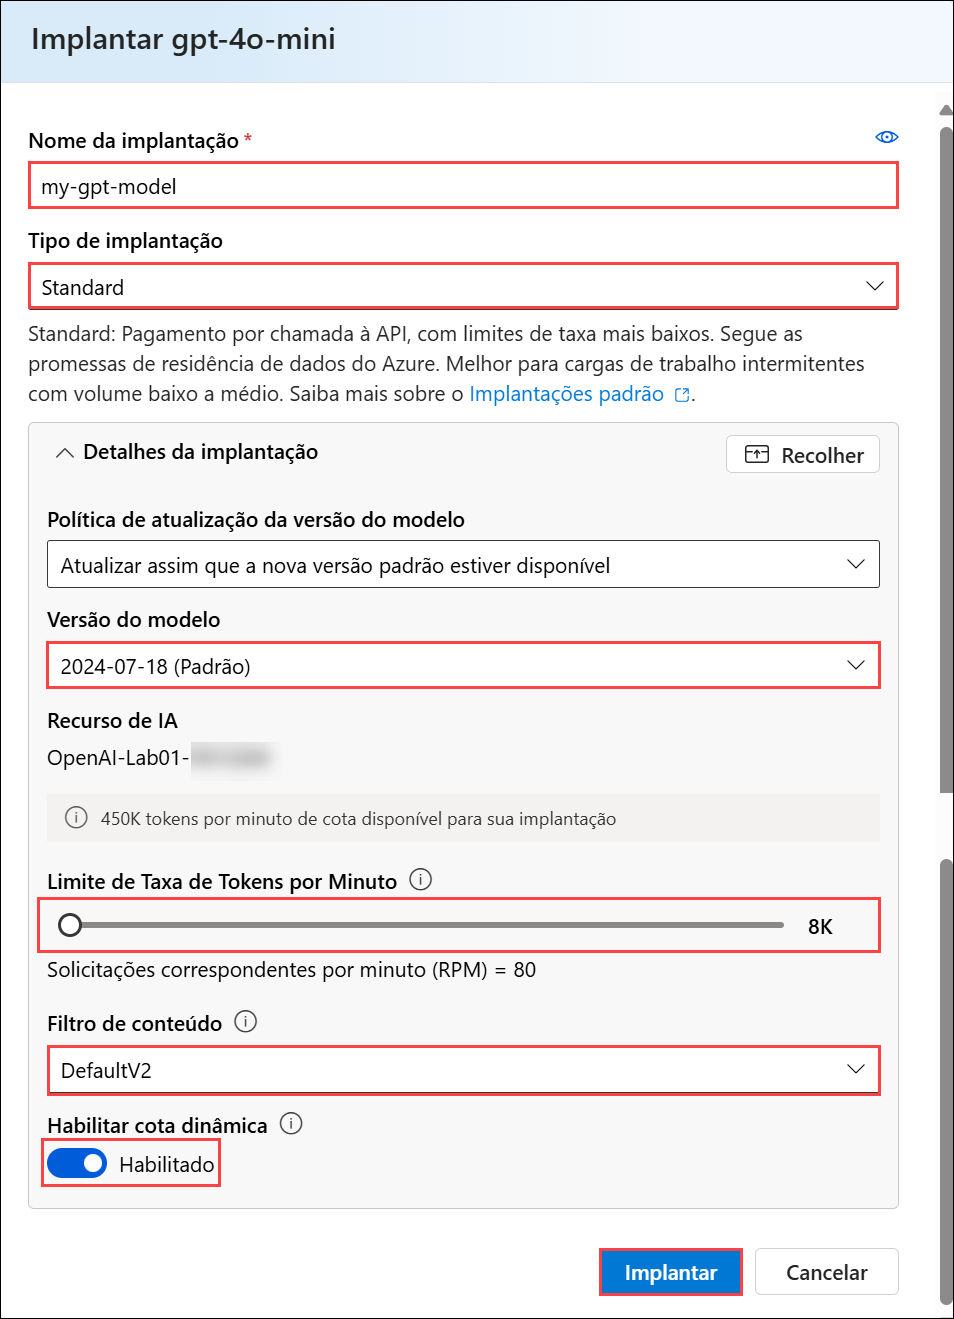 Implantar gpt-4o-mini
Nome da implantação *
my-gpt-model
Tipo de implantação
Standard
Standard: Pagamento por chamada à API, com limites de taxa mais baixos. Segue as
promessas de residência de dados do Azure. Melhor para cargas de trabalho intermitentes
com volume baixo a médio. Saiba mais sobre o Implantações padrão.
Detalhes da implantação
Recolher
Política de atualização da versão do modelo
Atualizar assim que a nova versão padrão estiver disponível
Versão do modelo
2024-07-18 (Padrão)
Recurso de IA
OpenAI-Lab01-
450K tokens por minuto de cota disponível para sua implantação
Limite de Taxa de Tokens por Minuto
8K
Solicitações correspondentes por minuto (RPM) = 80
Filtro de conteúdo
DefaultV2
Habilitar cota dinâmica
Habilitado
Implantar
Cancelar